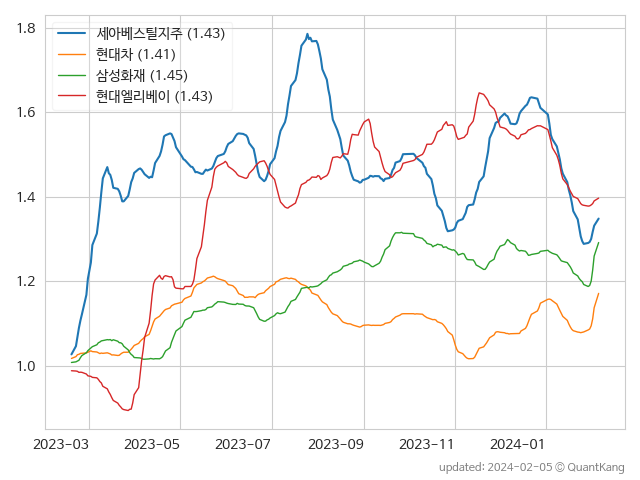 세아베스틸지주 (1.43)
현대차 (1.41)
삼성화재 (1.45)
현대엘리베이 (1.43)
1.8
1.6
1.4
1.2
1.0
2023-03 2023-05 2023-07 2023-09 2023-11 2024-01
updated: 2024-02-05 © QuantKang